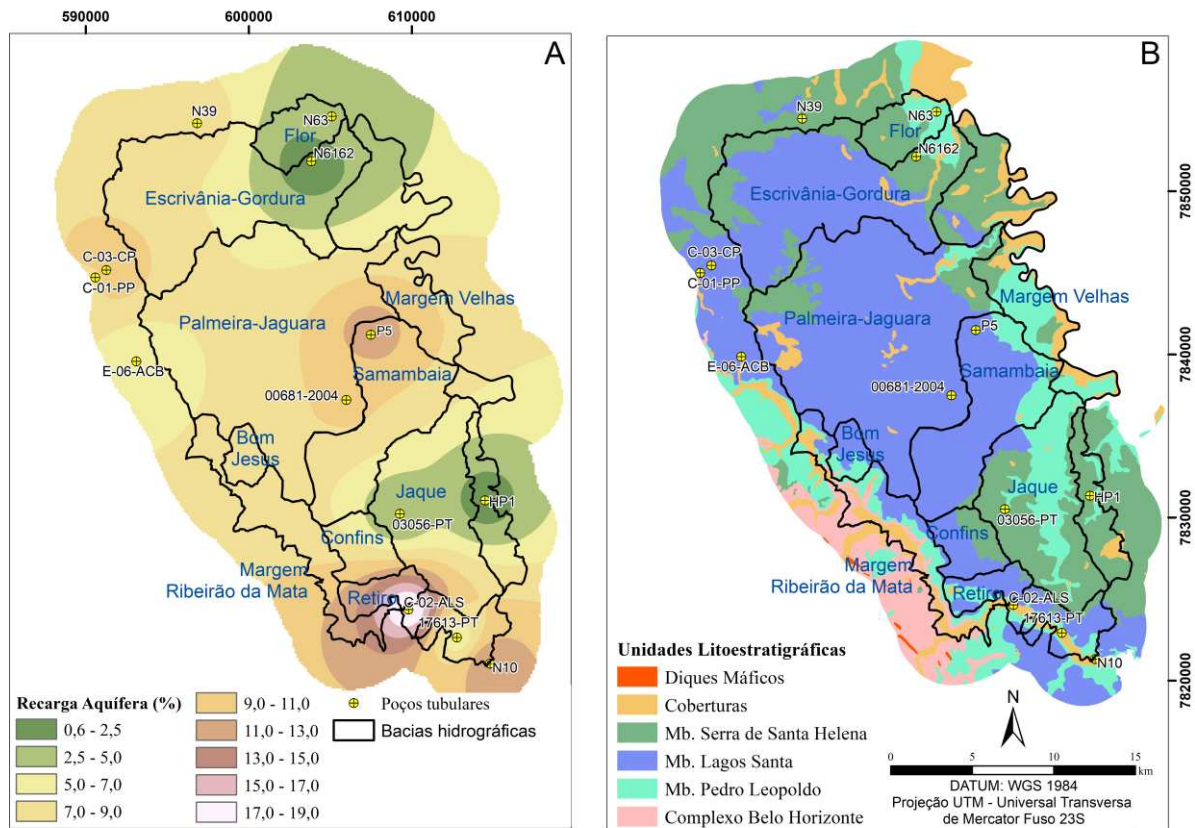 590000
600000
610000
A
N39
N63
Flor
N6162
Escrivânia-Gordura
C-03-CP
C-01-PP
Margem Velhas
Palmeira-Jaguara
P5
E-06-ACB
Samambaia
00681-2004
Bom
Jesus
Jaque
HP1
03056-PT
Confins
Margem
Ribeirão da Mata
Retiro
C-02-ALS
17613-PT
N10
Recarga Aquífera (%)
0,6 - 2,5
2,5 - 5,0
5,0 - 7,0
7,0 - 9,0
9,0 - 11,0
11,0 - 13,0
13,0 - 15,0
15,0 - 17,0
17,0 - 19,0
Poços tubulares
Bacias hidrográficas
B
N39
N63
Flor
N6162
Escrivânia-Gordura
7850000
C-03-CP
C-01-PP
Margem Velhas
Palmeira-Jaguara
P5
7840000
E-06-ACB
Samambaia
00681-2004
Bom
Jesus
Jaque
HP1
03056-PT
7830000
Confins
Margem
Ribeirão da Mata
Retiro
C-02-ALS
17613-PT
N10
7820000
Unidades Litoestratigráficas
Diques Máficos
Coberturas
Mb. Serra de Santa Helena
Mb. Lagos Santa
Mb. Pedro Leopoldo
Complexo Belo Horizonte
N
0 5 10 15
km
DATUM: WGS 1984
Projeção UTM - Universal Transversa
de Mercator Fuso 23S